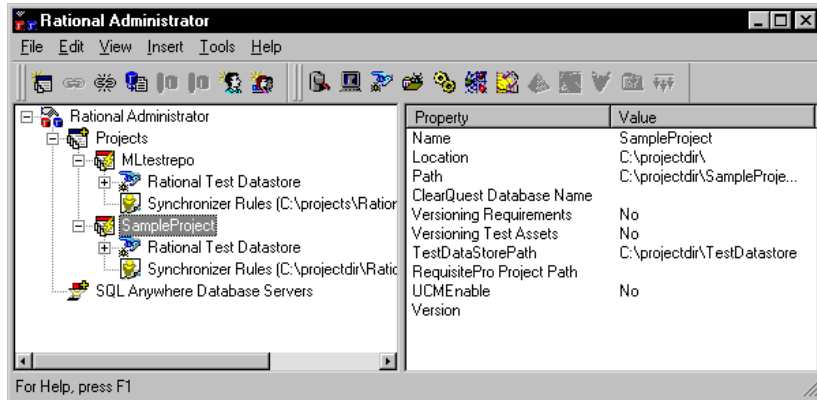 Rational Administrator
File Edit View Insert Tools Help
Rational Administrator
Projects
MLtestrepo
Rational Test Datastore
Synchronizer Rules (C:\projects\Ration
SampleProject
Rational Test Datastore
Synchronizer Rules (C:\projectdir\Ratio
SQL Anywhere Database Servers
Property Value
Name SampleProject
Location C:\projectdir\
Path C:\projectdir\SampleProje...
ClearQuest Database Name
Versioning Requirements No
Versioning Test Assets No
TestDataStorePath C:\projectdir\TestDatastore
RequisitePro Project Path
UCMEnable No
Version
For Help, press F1